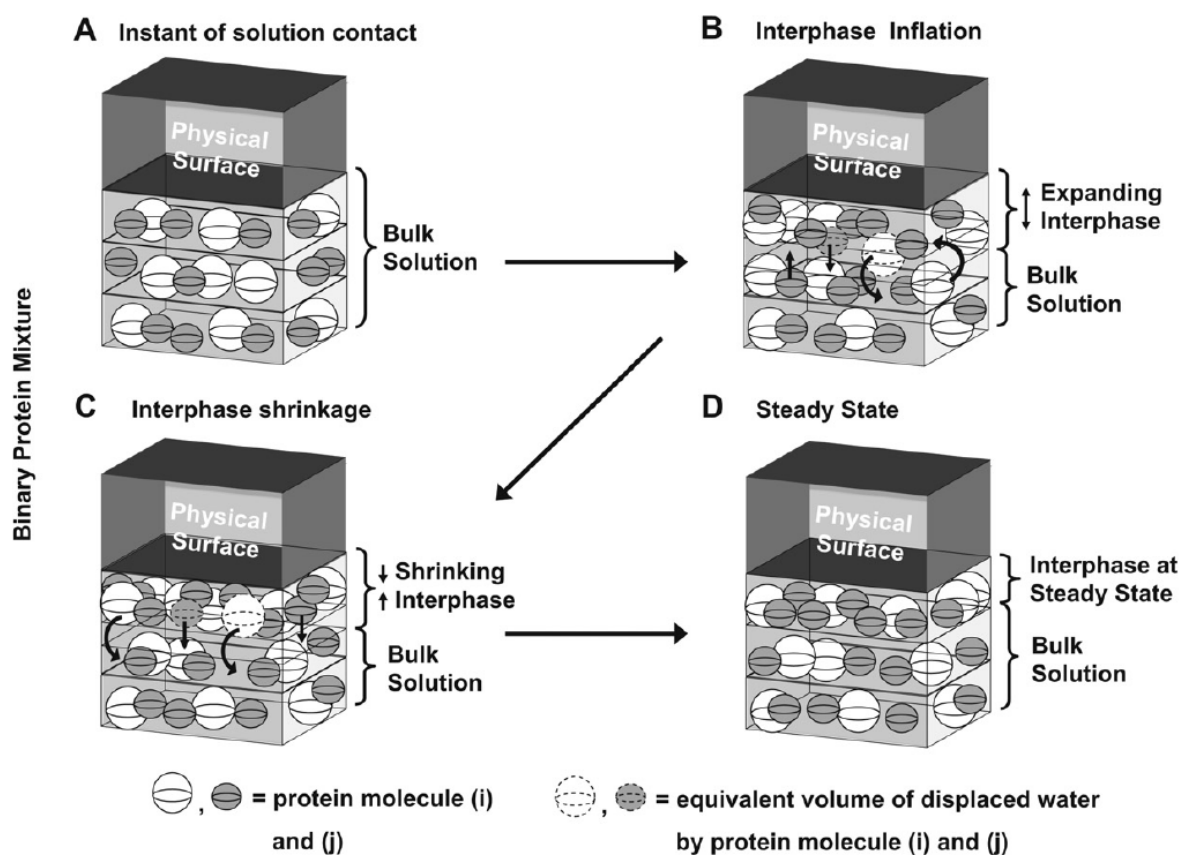 Binary Protein Mixture
A Instant of solution contact
Physical
Surface
Bulk
Solution
B Interphase Inflation
Physical
Surface
Expanding
Interphase
Bulk
Solution
C Interphase shrinkage
Physical
Surface
Shrinking
Interphase
Bulk
Solution
D Steady State
Physical
Surface
Interphase at
Steady State
Bulk
Solution
, = protein molecule (i)
and (j)
, = equivalent volume of displaced water
by protein molecule (i) and (j)